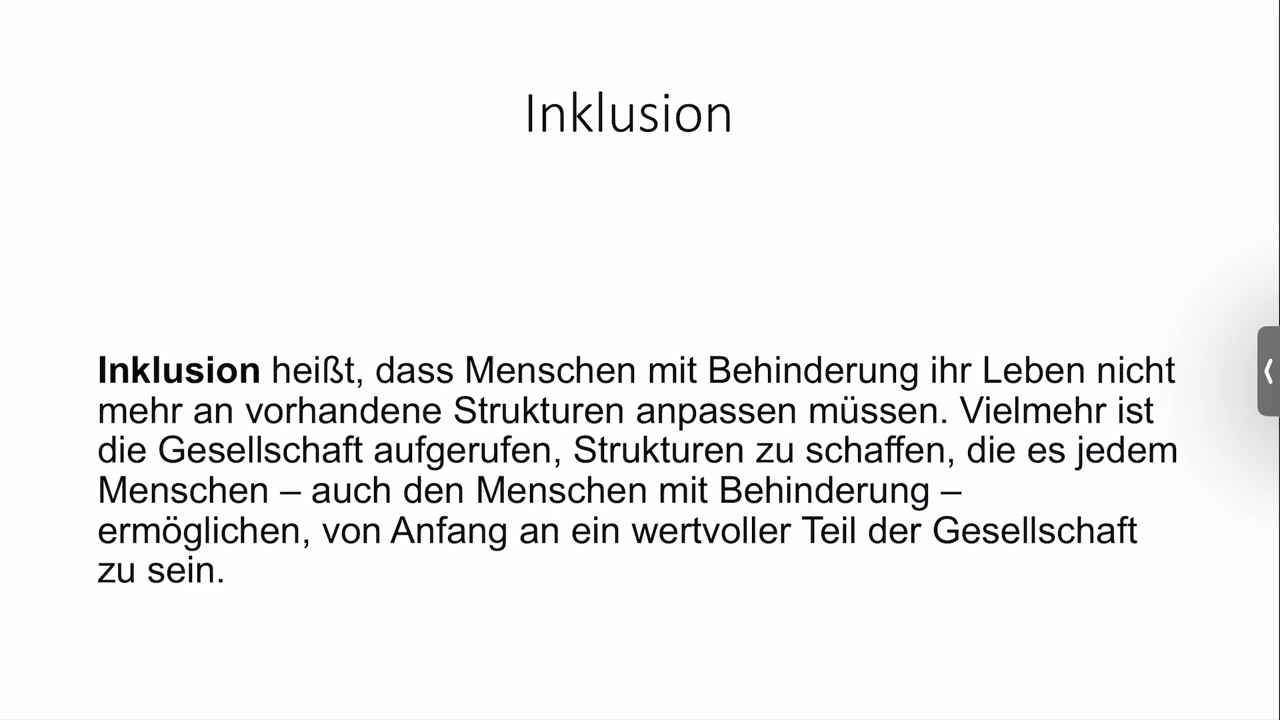 Inklusion
Inklusion heißt, dass Menschen mit Behinderung ihr Leben nicht
mehr an vorhandene Strukturen anpassen müssen. Vielmehr ist
die Gesellschaft aufgerufen, Strukturen zu schaffen, die es jedem
Menschen – auch den Menschen mit Behinderung –
ermöglichen, von Anfang an ein wertvoller Teil der Gesellschaft
zu sein.